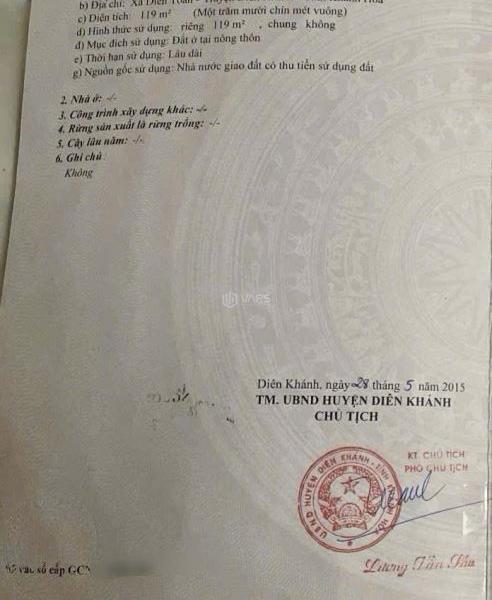 b) Địa chỉ: Xã Diên Toàn - Huyện
c) Diện tích: 119 m² (Một trăm mười chín mét vuông)
d) Hình thức sử dụng: riêng 119 m², chung không
đ) Mục đích sử dụng: Đất ở tại nông thôn
e) Thời hạn sử dụng: Lâu dài
g) Nguồn gốc sử dụng: Nhà nước giao đất có thu tiền sử dụng đất
2. Nhà ở: -/-
3. Công trình xây dựng khác: -/-
4. Rừng sản xuất là rừng trồng: -/-
5. Cây lâu năm: -/-
6. Ghi chú
Không
Diên Khánh, ngày 28 tháng 5 năm 2015
TM. UBND HUYỆN DIÊN KHÁNH
CHỦ TỊCH
KT. CHỦ TỊCH
PHÓ CHỦ TỊCH
UBND HUYỆN DIÊN KHÁNH - TỈNH
vào sổ cấp GCN